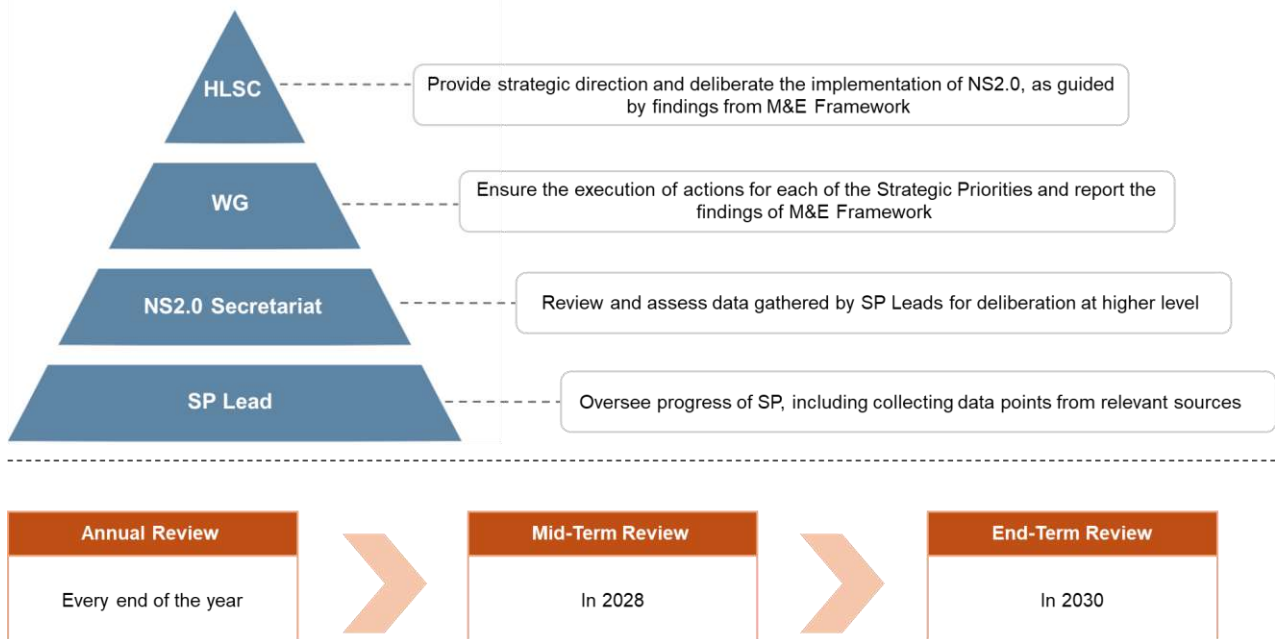 HLSC
Provide strategic direction and deliberate the implementation of NS2.0, as guided
by findings from M&E Framework
WG
Ensure the execution of actions for each of the Strategic Priorities and report the
findings of M&E Framework
NS2.0 Secretariat
Review and assess data gathered by SP Leads for deliberation at higher level
SP Lead
Oversee progress of SP, including collecting data points from relevant sources
Annual Review
Every end of the year
Mid-Term Review
In 2028
End-Term Review
In 2030